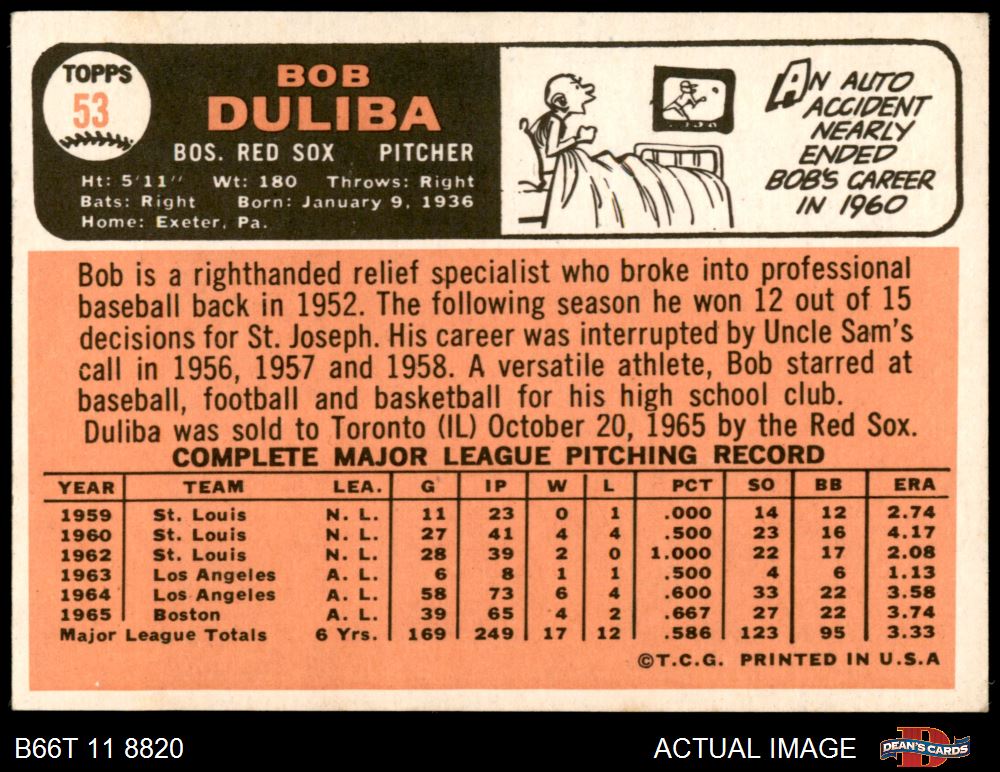 TOPPS
53
BOB
DULIBA
BOS. RED SOX PITCHER
Ht: 5'11" Wt: 180 Throws: Right
Bats: Right Born: January 9, 1936
Home: Exeter, Pa.
AN AUTO
ACCIDENT
NEARLY
ENDED
BOB'S CAREER
IN 1960
Bob is a righthanded relief specialist who broke into professional
baseball back in 1952. The following season he won 12 out of 15
decisions for St. Joseph. His career was interrupted by Uncle Sam's
call in 1956, 1957 and 1958. A versatile athlete, Bob starred at
baseball, football and basketball for his high school club.
Duliba was sold to Toronto (IL) October 20, 1965 by the Red Sox.
COMPLETE MAJOR LEAGUE PITCHING RECORD
YEAR TEAM LEA. G IP W L PCT SO BB ERA
1959 St. Louis N. L. 11 23 0 1 .000 14 12 2.74
1960 St. Louis N. L. 27 41 4 4 .500 23 16 4.17
1962 St. Louis N. L. 28 39 2 0 1.000 22 17 2.08
1963 Los Angeles A. L. 6 8 1 1 .500 4 6 1.13
1964 Los Angeles A. L. 58 73 6 4 .600 33 22 3.58
1965 Boston A. L. 39 65 4 2 .667 27 22 3.74
Major League Totals 6 Yrs. 169 249 17 12 .586 123 95 3.33
©T.C.G. PRINTED IN U.S.A
B66T 11 8820 ACTUAL IMAGE DEAN'S CARDS